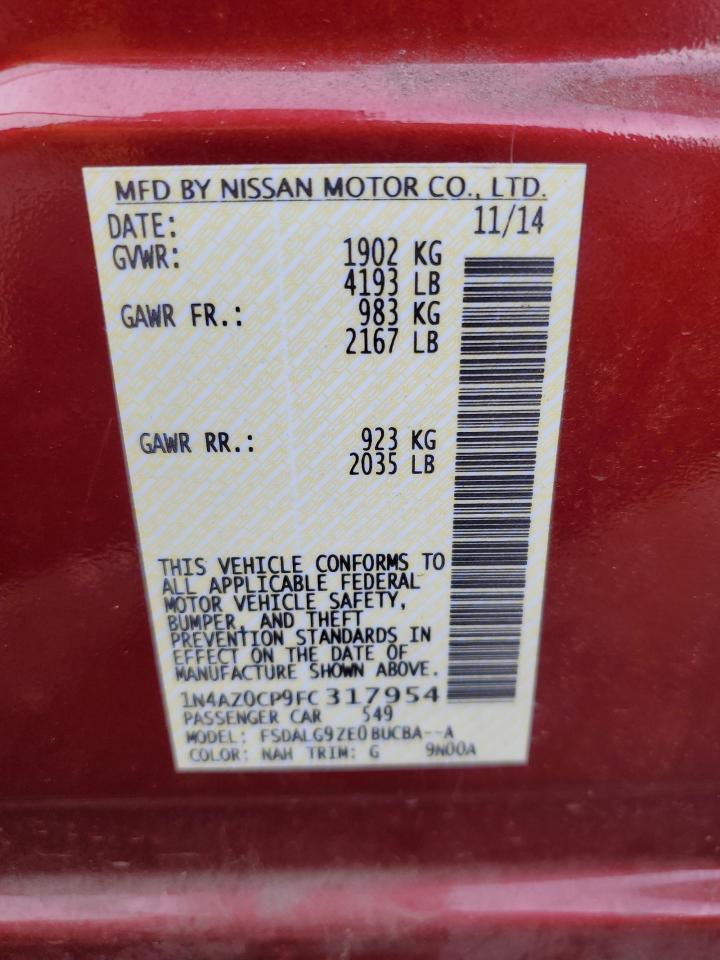 MFD BY NISSAN MOTOR CO., LTD.
DATE: 11/14
GVWR: 1902 KG
4193 LB
GAWR FR.: 983 KG
2167 LB
GAWR RR.: 923 KG
2035 LB
THIS VEHICLE CONFORMS TO
ALL APPLICABLE FEDERAL
MOTOR VEHICLE SAFETY,
BUMPER, AND THEFT
PREVENTION STANDARDS IN
EFFECT ON THE DATE OF
MANUFACTURE SHOWN ABOVE.
1N4AZ0CP9FC317954
PASSENGER CAR 549
MODEL: FSDALG9ZE0BUCBA--A
COLOR: NAH TRIM: G 9N00A